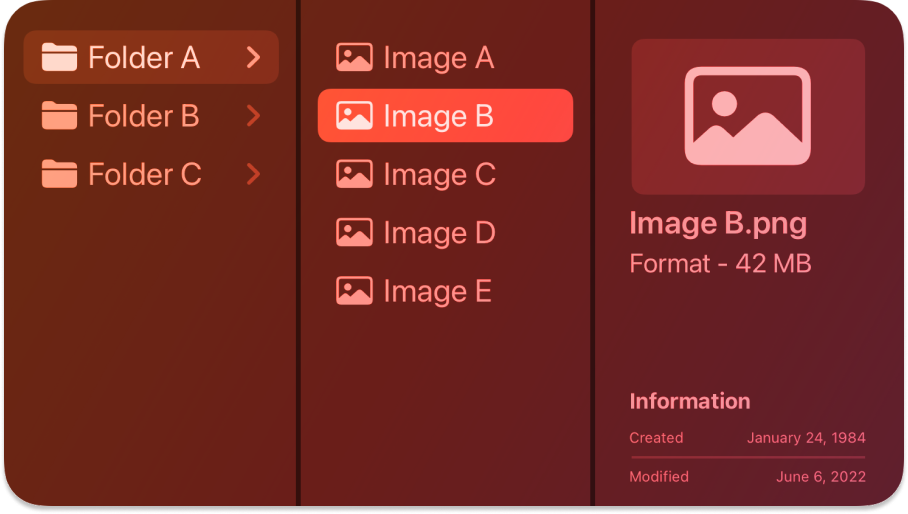 Folder A
Folder B
Folder C
Image A
Image B
Image C
Image D
Image E
Image B.png
Format - 42 MB
Information
Created January 24, 1984
Modified June 6, 2022